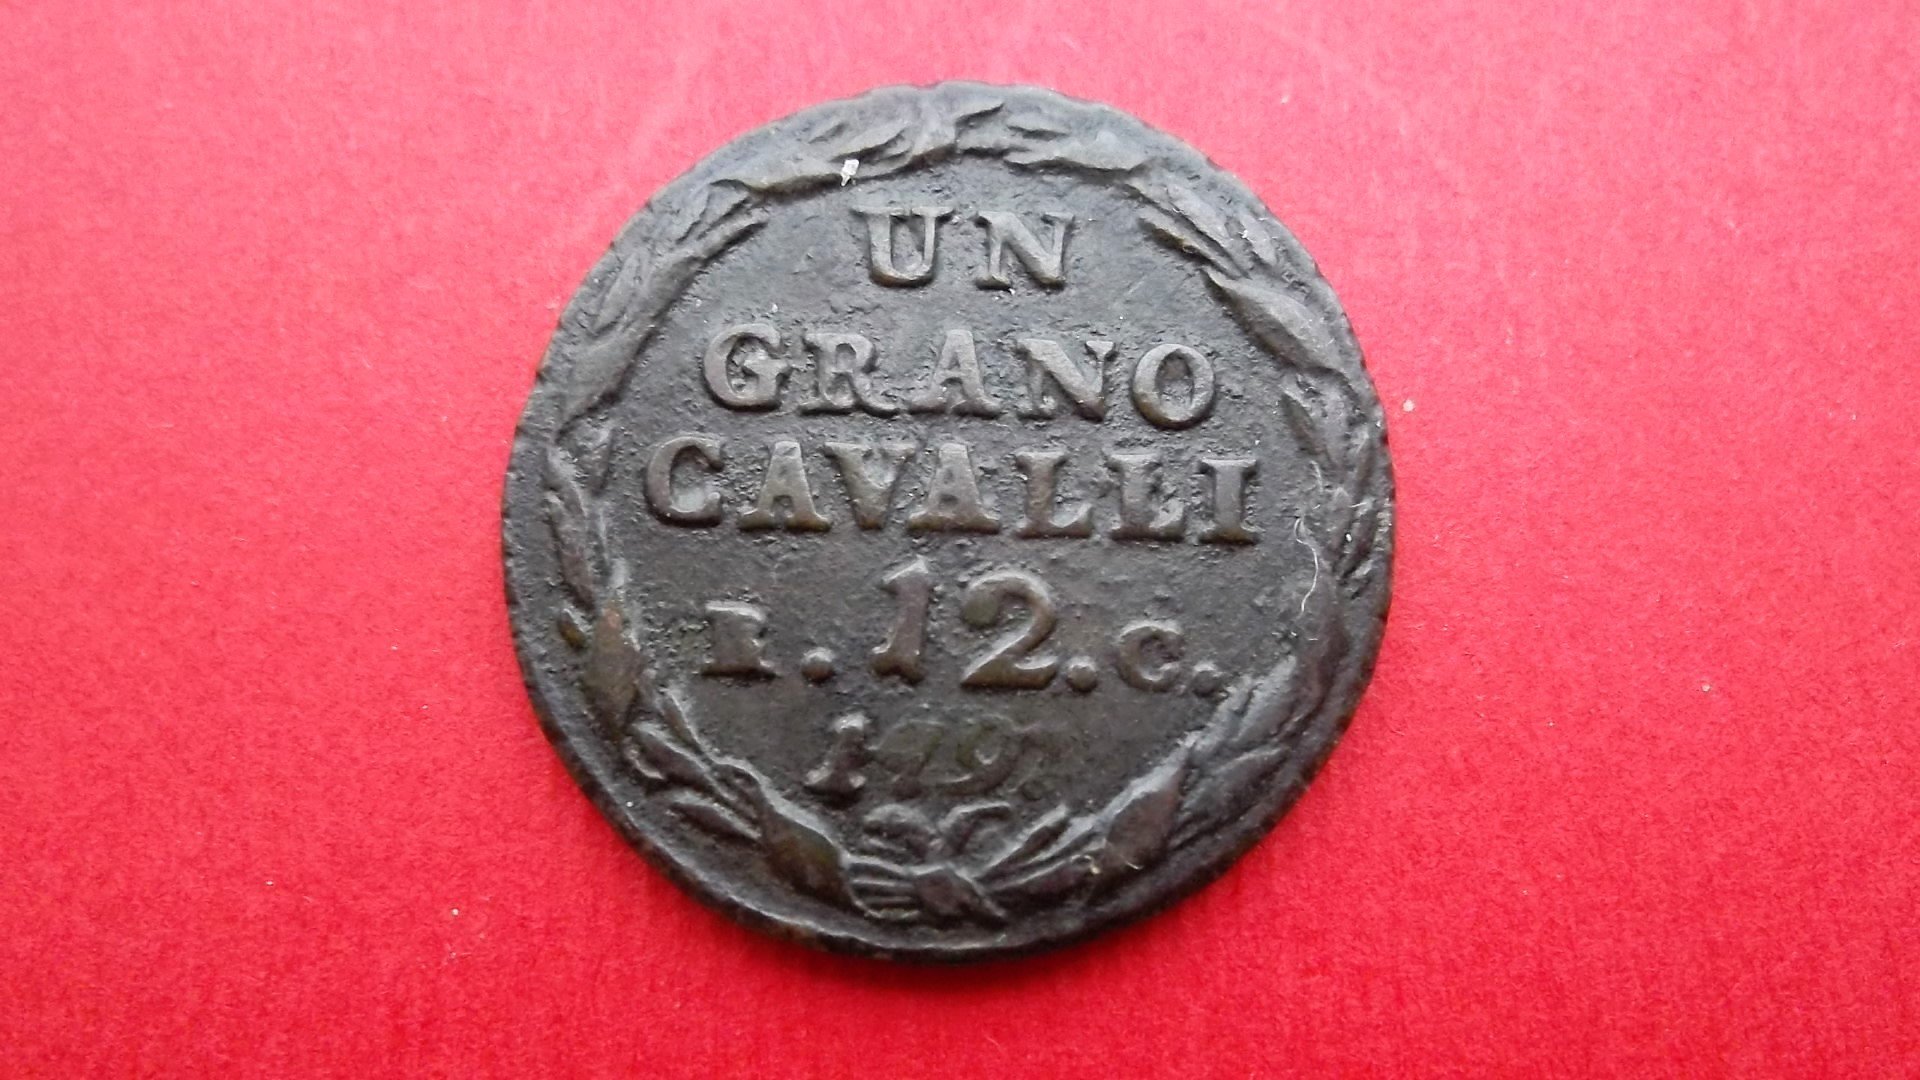 UN
GRANO
CAVALLI
I.12.C.